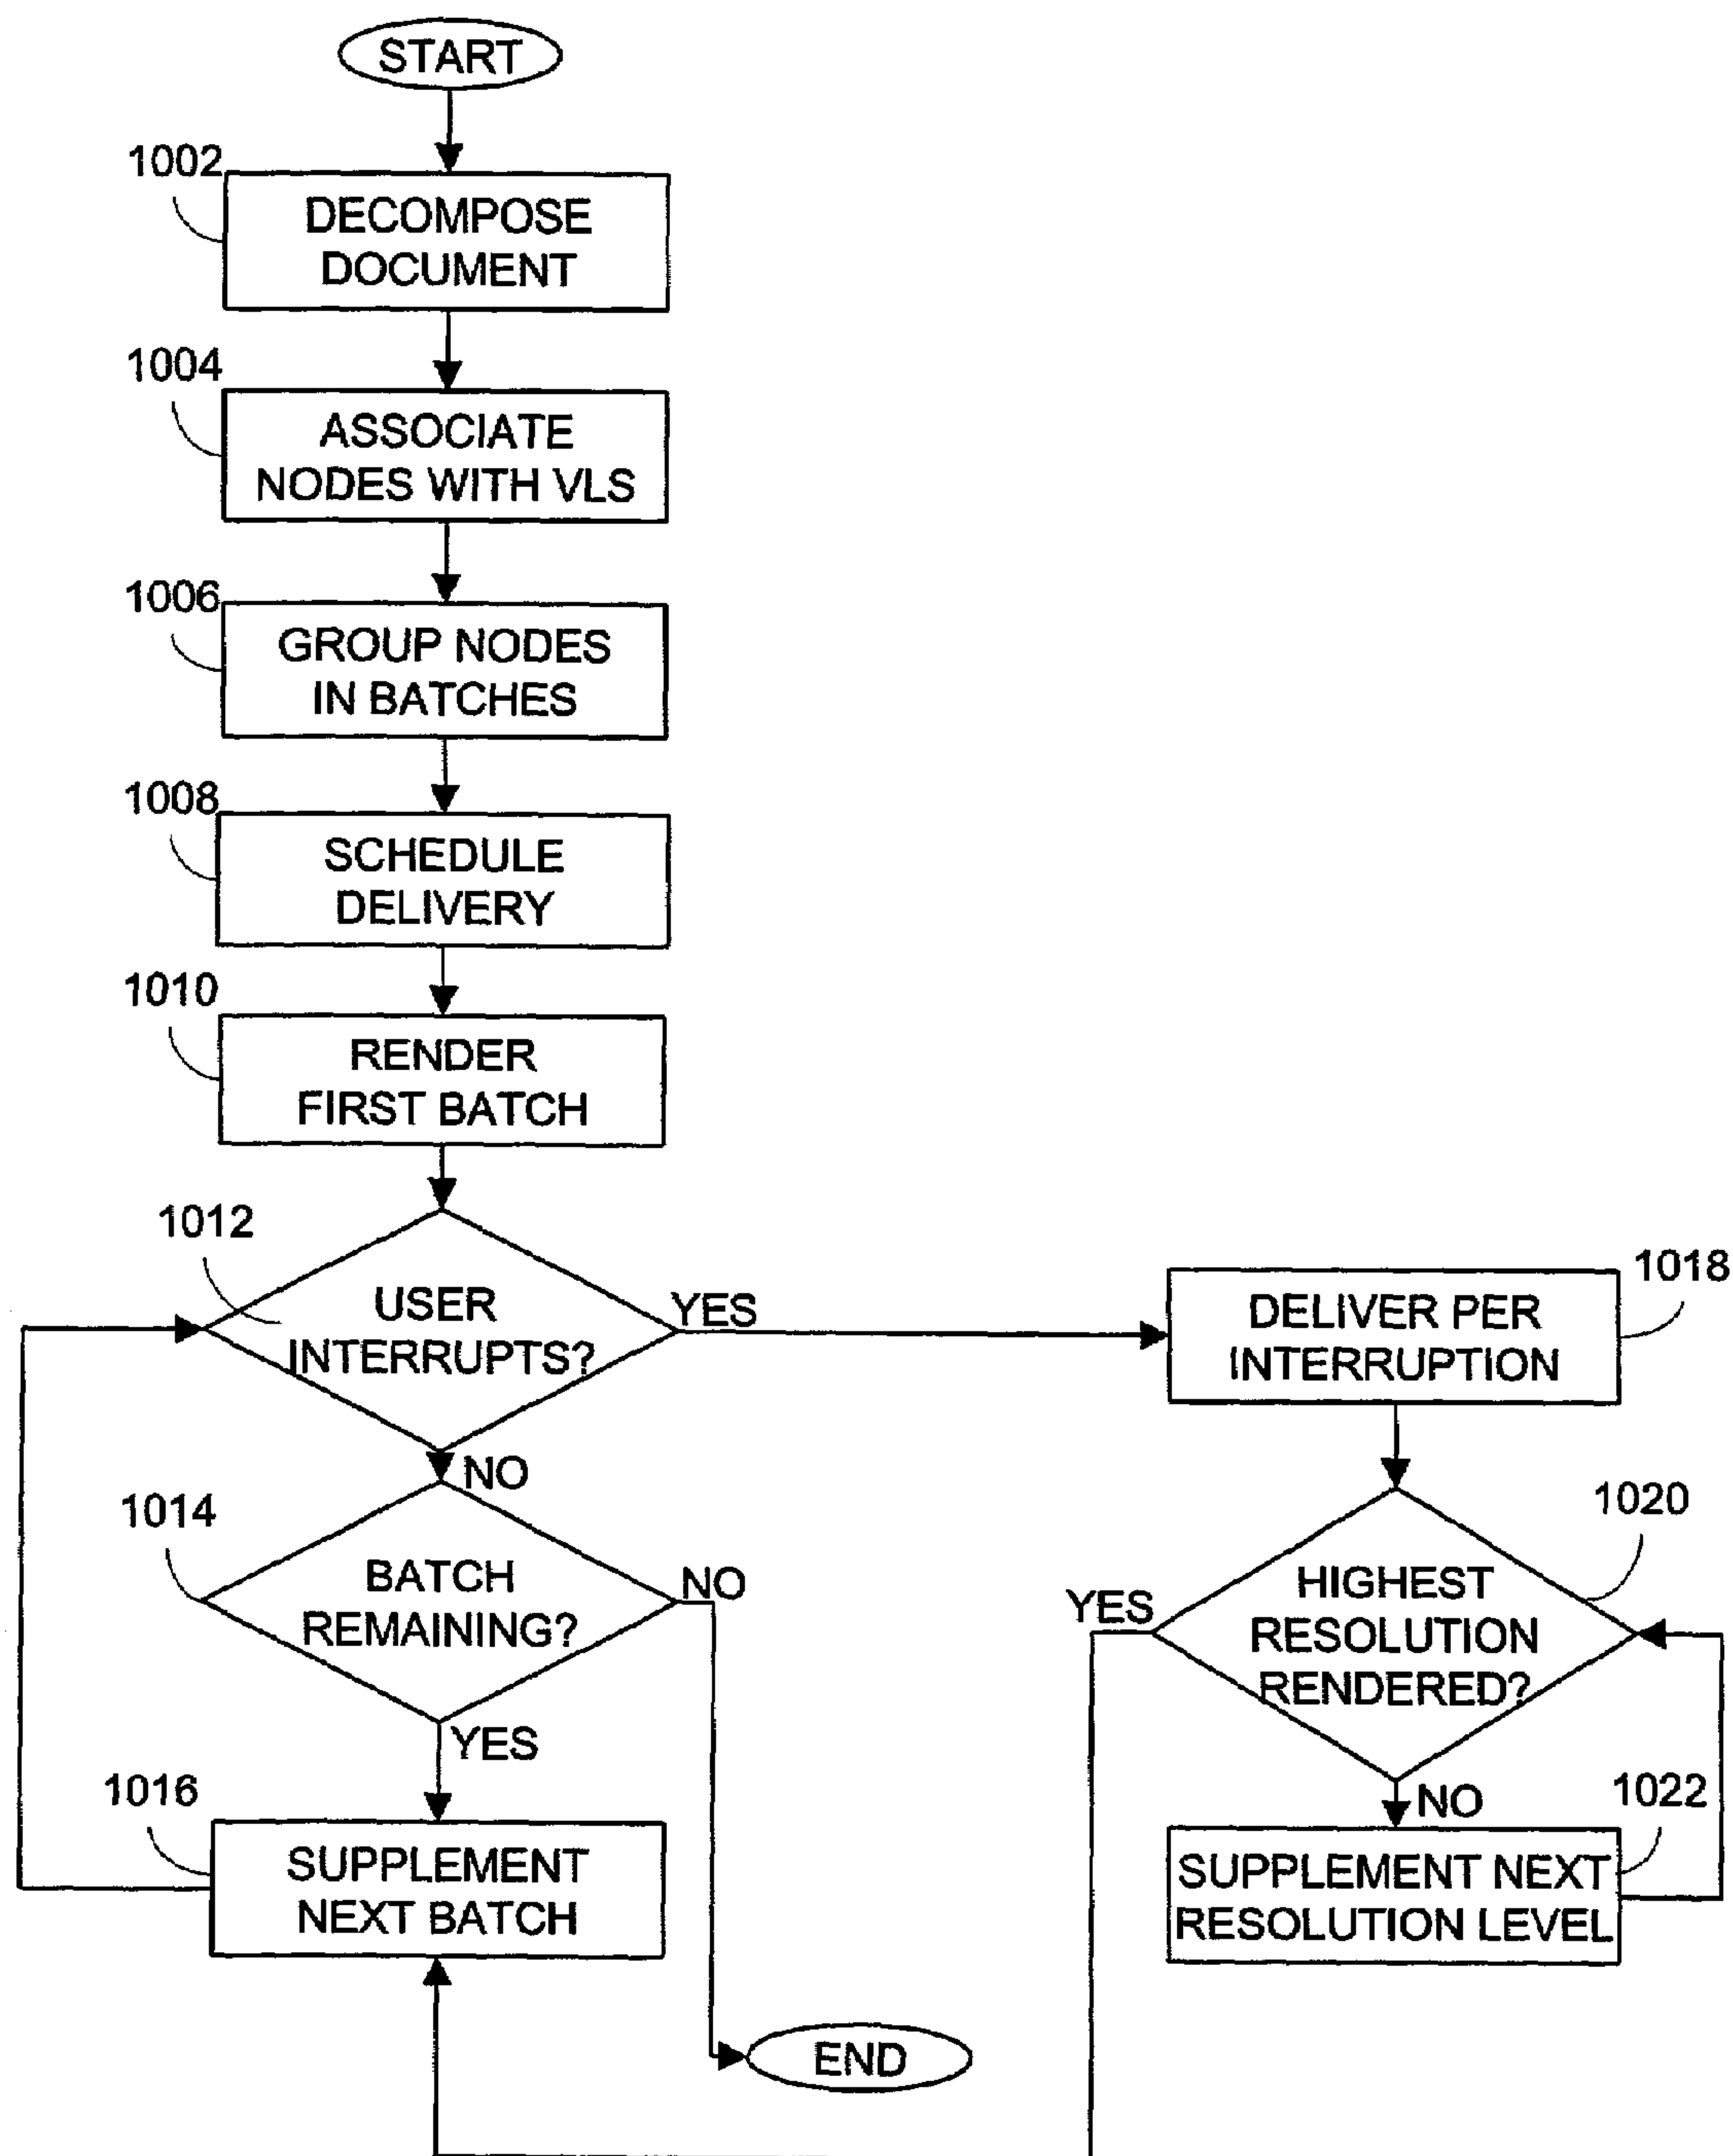 START
1002
DECOMPOSE
DOCUMENT
1004
ASSOCIATE
NODES WITH VLS
1006
GROUP NODES
IN BATCHES
1008
SCHEDULE
DELIVERY
1010
RENDER
FIRST BATCH
1012
USER
INTERRUPTS?
YES
NO
1018
DELIVER PER
INTERRUPTION
1014
BATCH
REMAINING?
NO
YES
1020
HIGHEST
RESOLUTION
RENDERED?
YES
NO
1016
SUPPLEMENT
NEXT BATCH
1022
SUPPLEMENT NEXT
RESOLUTION LEVEL
END